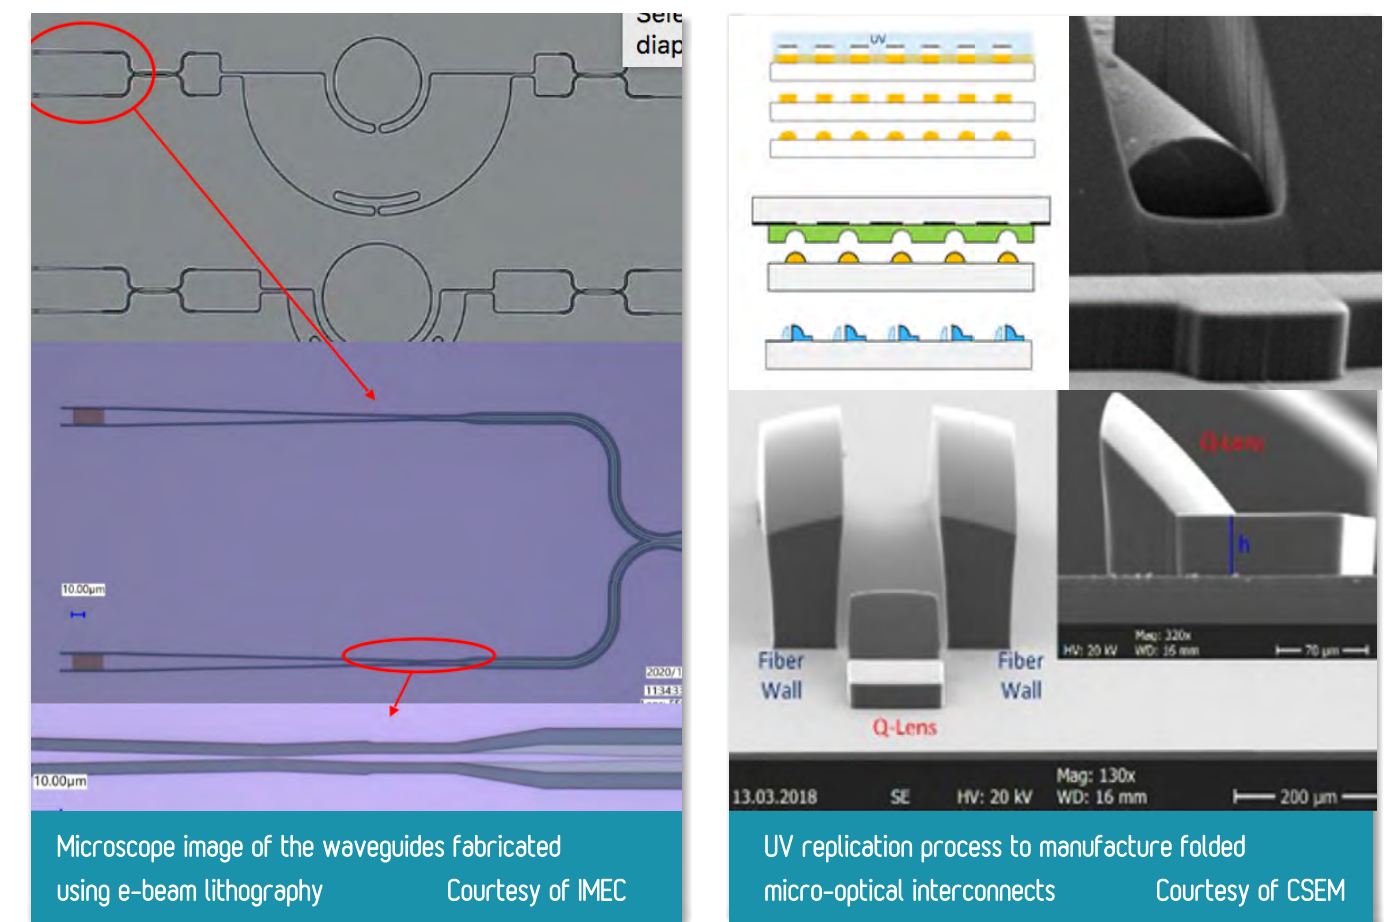 diap
10.00µm
2020/1
10.00µm
Microscope image of the waveguides fabricated
using e-beam lithography Courtesy of IMEC
UV
Q-Lens
h
Mag: 320x
HV: 20 kV WD: 16 mm 70 µm
Fiber
Wall
Fiber
Wall
Q-Lens
Mag: 130x
13.03.2018 SE HV: 20 kV WD: 16 mm 200 µm
UV replication process to manufacture folded
micro-optical interconnects Courtesy of CSEM